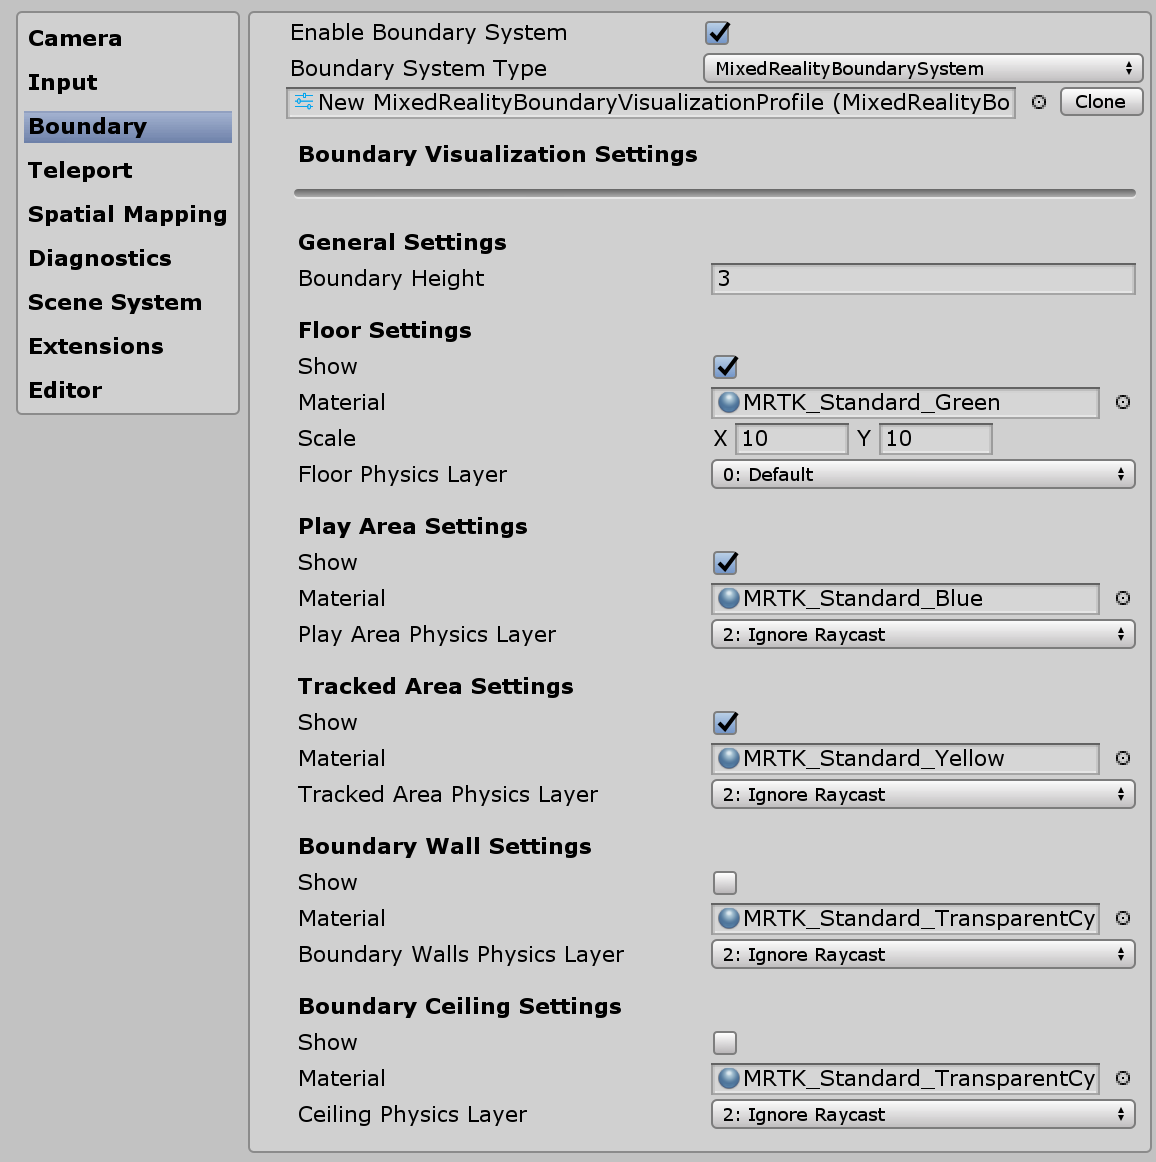 Camera
Input
Boundary
Teleport
Spatial Mapping
Diagnostics
Scene System
Extensions
Editor
Enable Boundary System
Boundary System Type MixedRealityBoundarySystem
New MixedRealityBoundaryVisualizationProfile (MixedRealityBo Clone
Boundary Visualization Settings
General Settings
Boundary Height 3
Floor Settings
Show
Material MRTK_Standard_Green
Scale X 10 Y 10
Floor Physics Layer 0: Default
Play Area Settings
Show
Material MRTK_Standard_Blue
Play Area Physics Layer 2: Ignore Raycast
Tracked Area Settings
Show
Material MRTK_Standard_Yellow
Tracked Area Physics Layer 2: Ignore Raycast
Boundary Wall Settings
Show
Material MRTK_Standard_TransparentCy
Boundary Walls Physics Layer 2: Ignore Raycast
Boundary Ceiling Settings
Show
Material MRTK_Standard_TransparentCy
Ceiling Physics Layer 2: Ignore Raycast